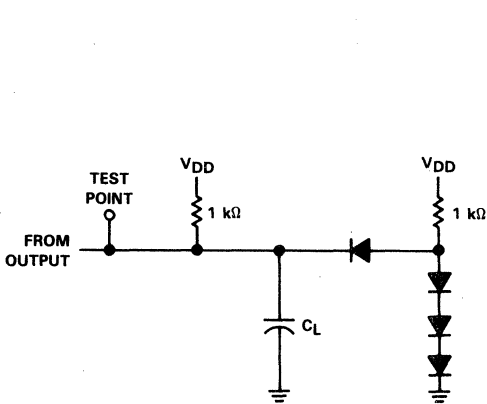 VDD
VDD
TEST
POINT
1 kΩ
1 kΩ
FROM
OUTPUT
CL